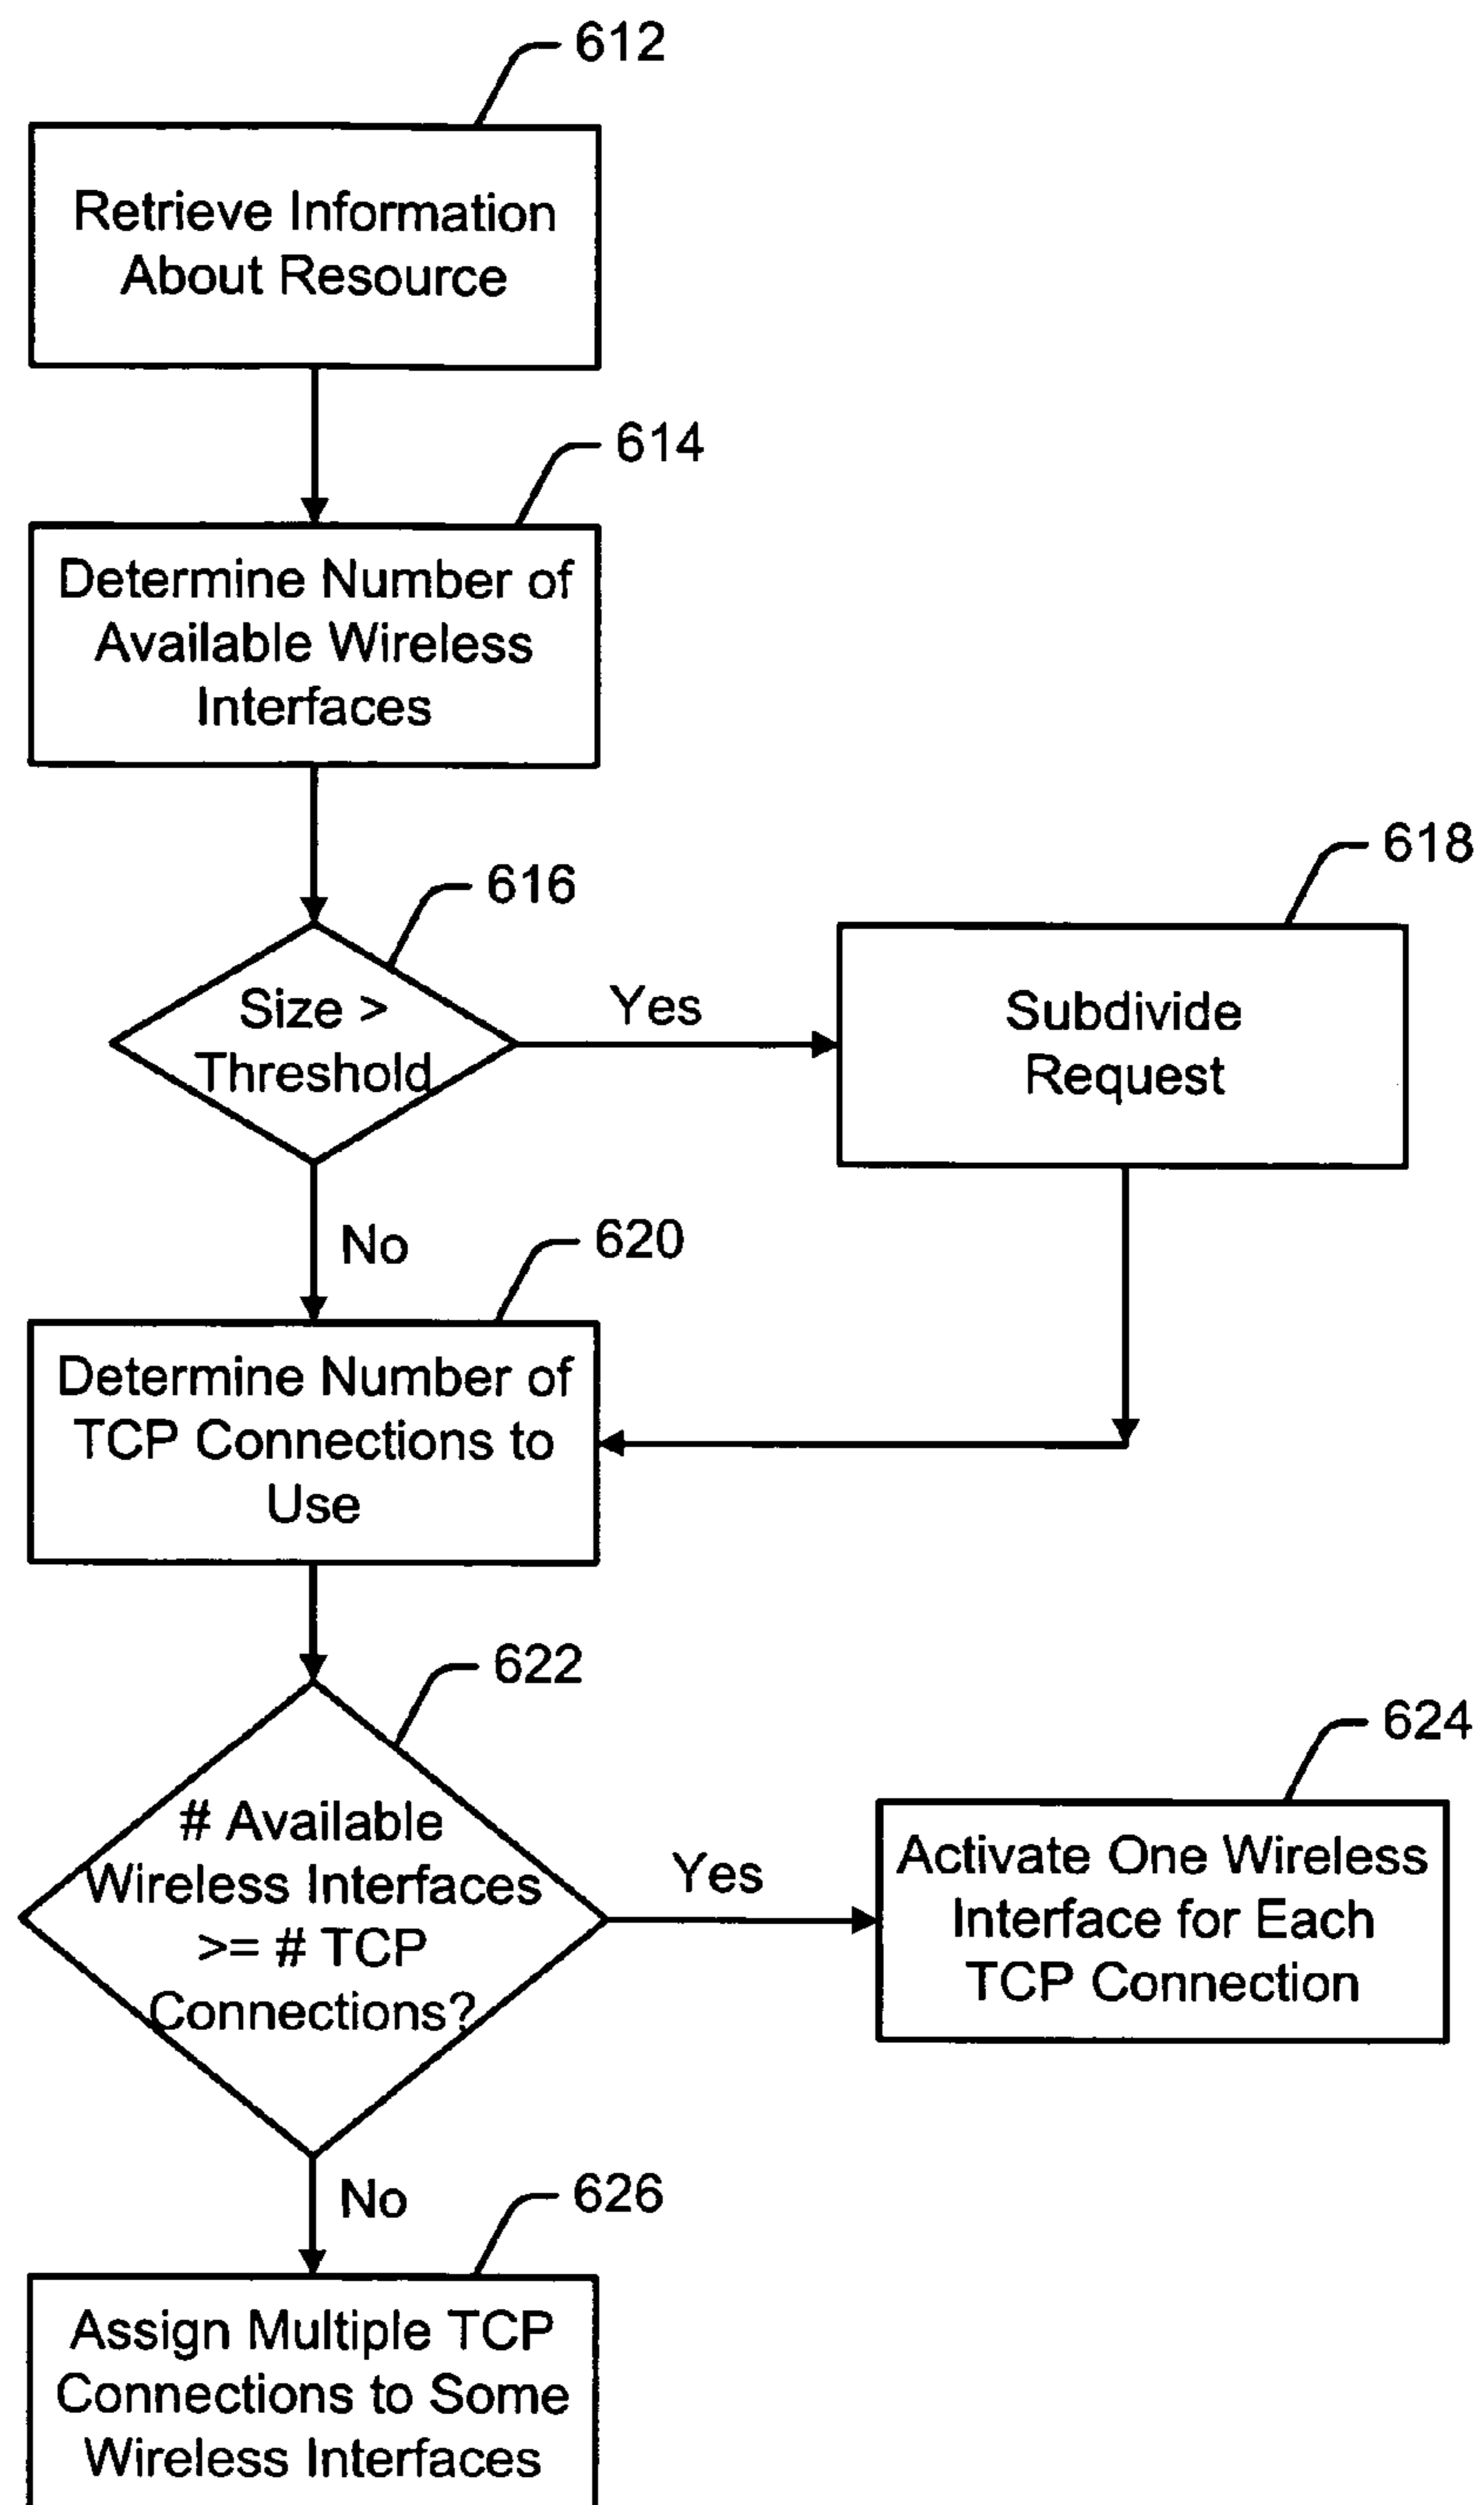 612
Retrieve Information
About Resource
614
Determine Number of
Available Wireless
Interfaces
616
Size >
Threshold
Yes
618
Subdivide
Request
No
620
Determine Number of
TCP Connections to
Use
622
# Available
Wireless Interfaces
>= # TCP
Connections?
Yes
624
Activate One Wireless
Interface for Each
TCP Connection
No
626
Assign Multiple TCP
Connections to Some
Wireless Interfaces